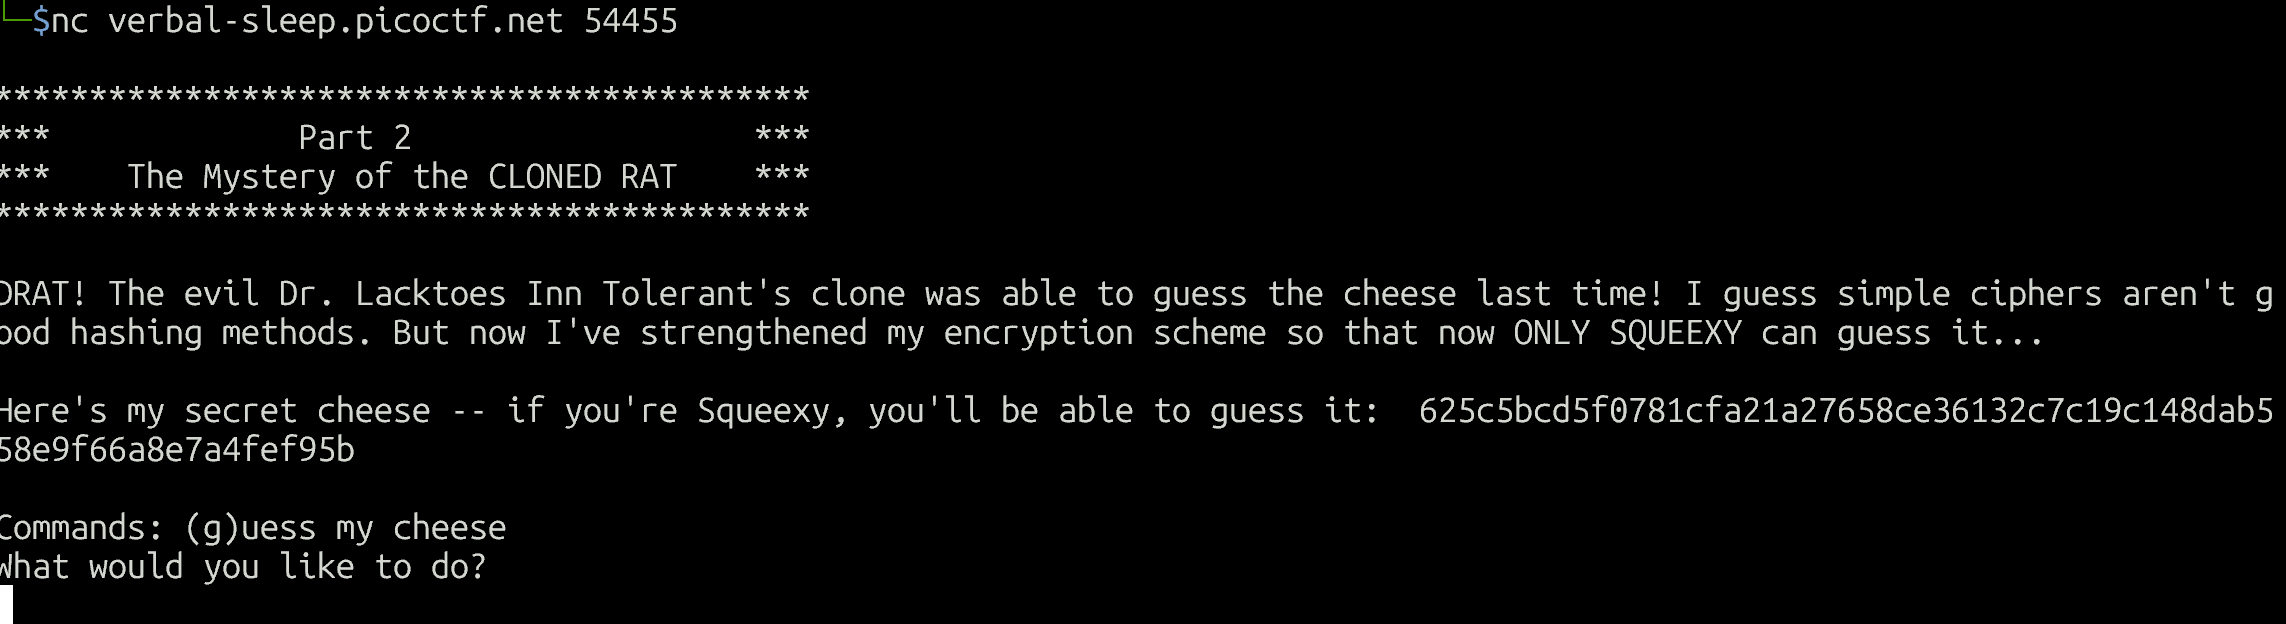 └─$nc verbal-sleep.picoctf.net 54455
*******************************************
***             Part 2                  ***
***    The Mystery of the CLONED RAT    ***
*******************************************
DRAT! The evil Dr. Lacktoes Inn Tolerant's clone was able to guess the cheese last time! I guess simple ciphers aren't g
ood hashing methods. But now I've strengthened my encryption scheme so that now ONLY SQUEEXY can guess it...
Here's my secret cheese -- if you're Squeexy, you'll be able to guess it:  625c5bcd5f0781cfa21a27658ce36132c7c19c148dab5
58e9f66a8e7a4fef95b
Commands: (g)uess my cheese
What would you like to do?